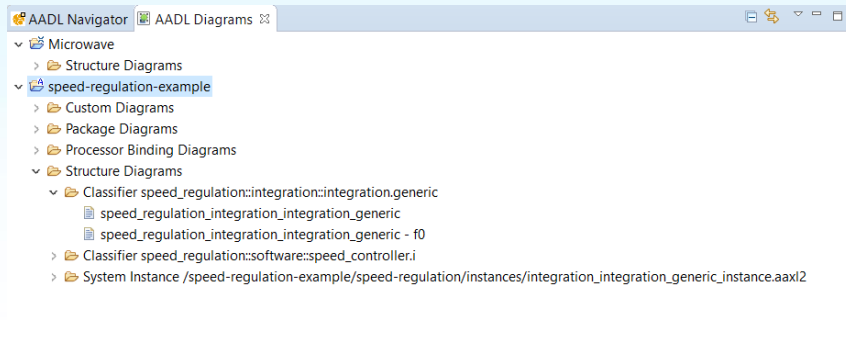 AADL Navigator AADL Diagrams
Microwave
Structure Diagrams
speed-regulation-example
Custom Diagrams
Package Diagrams
Processor Binding Diagrams
Structure Diagrams
Classifier speed_regulation::integration::integration.generic
speed_regulation_integration_integration_generic
speed_regulation_integration_integration_generic - f0
Classifier speed_regulation::software::speed_controller.i
System Instance /speed-regulation-example/speed-regulation/instances/integration_integration_generic_instance.aaxl2